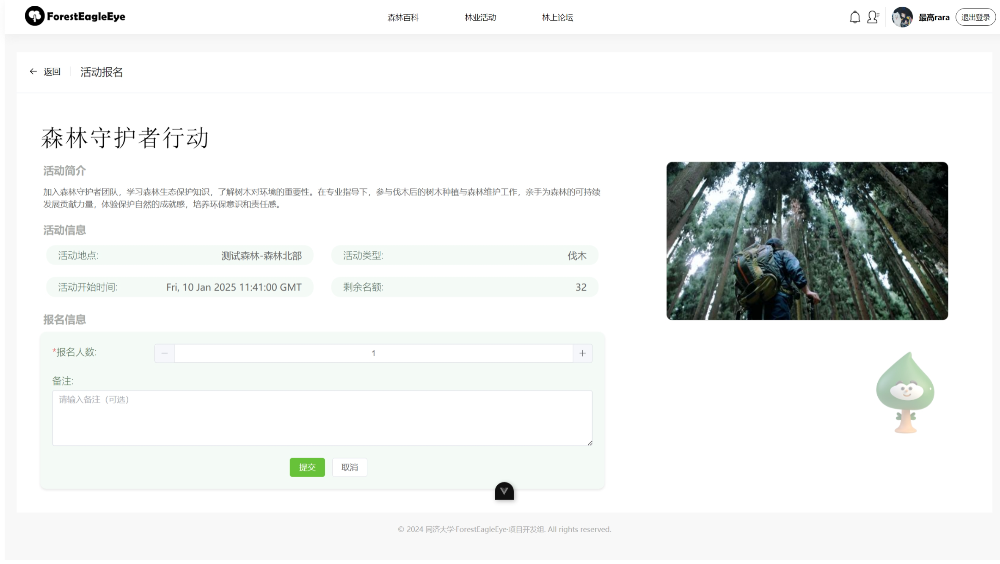 ForestEagleEye
森林百科
林业活动
林上论坛
最高rara
退出登录
返回
活动报名
森林守护者行动
活动简介
加入森林守护者团队，学习森林生态保护知识，了解树木对环境的重要性。在专业指导下，参与伐木后的树木种植与森林维护工作，亲手为森林的可持续
发展贡献力量，体验保护自然的成就感，培养环保意识和责任感。
活动信息
活动地点:
测试森林-森林北部
活动类型:
伐木
活动开始时间:
Fri, 10 Jan 2025 11:41:00 GMT
剩余名额:
32
报名信息
*报名人数:
1
备注:
请输入备注（可选）
提交
取消
© 2024 同济大学·ForestEagleEye·项目开发组. All rights reserved.